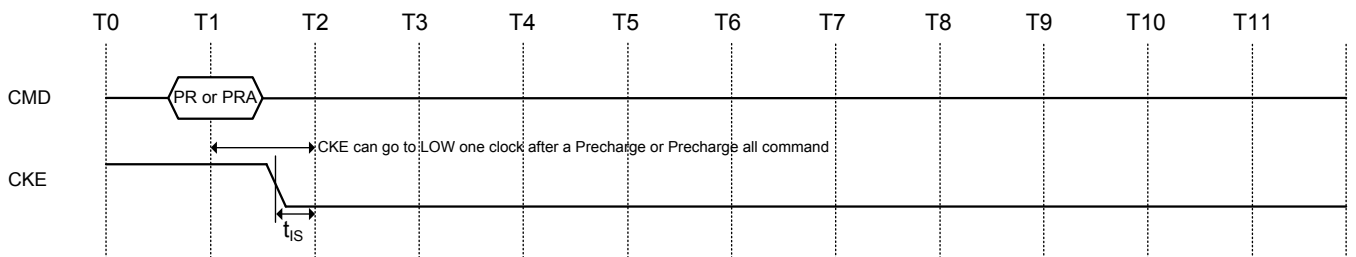 T0 T1 T2 T3 T4 T5 T6 T7 T8 T9 T10 T11
CMD PR or PRA
CKE can go to LOW one clock after a Precharge or Precharge all command
CKE
tIS